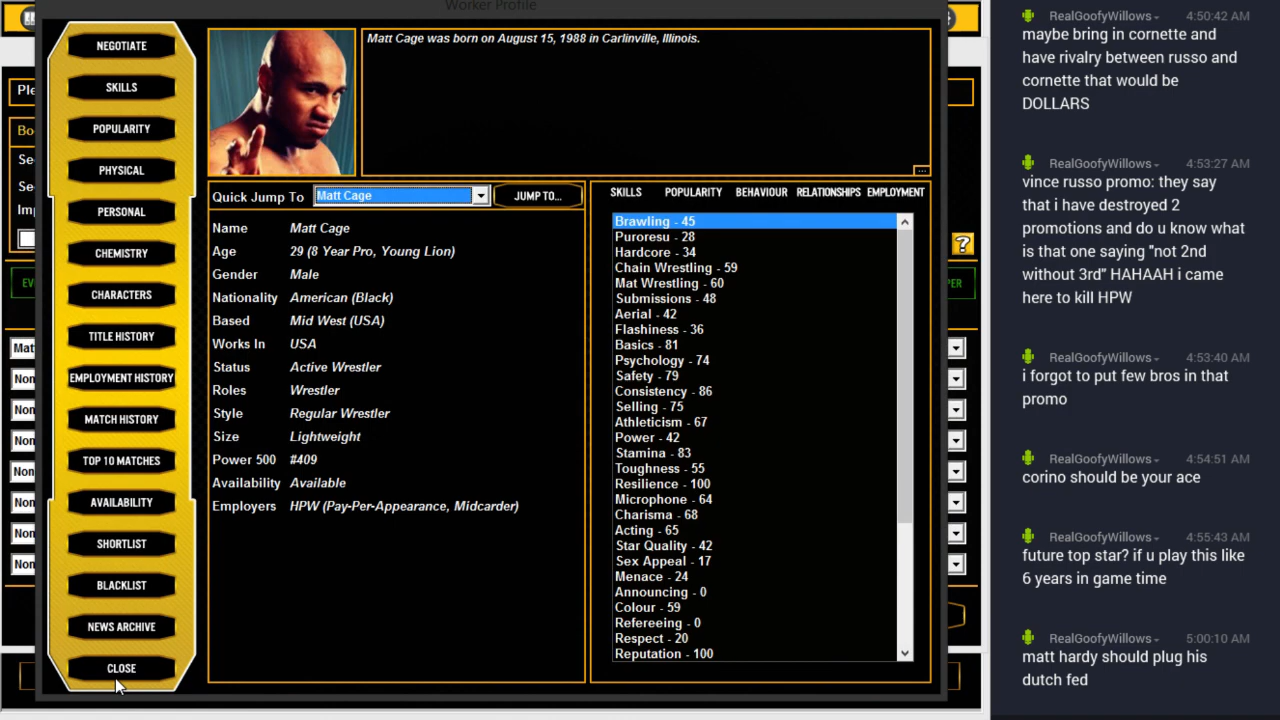 Worker Profile
NEGOTIATE
SKILLS
POPULARITY
PHYSICAL
PERSONAL
CHEMISTRY
CHARACTERS
TITLE HISTORY
EMPLOYMENT HISTORY
MATCH HISTORY
TOP 10 MATCHES
AVAILABILITY
SHORTLIST
BLACKLIST
NEWS ARCHIVE
CLOSE
Matt Cage was born on August 15, 1988 in Carlinville, Illinois.
...
Quick Jump To Matt Cage JUMP TO...
Name Matt Cage
Age 29 (8 Year Pro, Young Lion)
Gender Male
Nationality American (Black)
Based Mid West (USA)
Works In USA
Status Active Wrestler
Roles Wrestler
Style Regular Wrestler
Size Lightweight
Power 500 #409
Availability Available
Employers HPW (Pay-Per-Appearance, Midcarder)
SKILLS POPULARITY BEHAVIOUR RELATIONSHIPS EMPLOYMENT
Brawling - 45
Puroresu - 28
Hardcore - 34
Chain Wrestling - 59
Mat Wrestling - 60
Submissions - 48
Aerial - 42
Flashiness - 36
Basics - 81
Psychology - 74
Safety - 79
Consistency - 86
Selling - 75
Athleticism - 67
Power - 42
Stamina - 83
Toughness - 55
Resilience - 100
Microphone - 64
Charisma - 68
Acting - 65
Star Quality - 42
Sex Appeal - 17
Menace - 24
Announcing - 0
Colour - 59
Refereeing - 0
Respect - 20
Reputation - 100
?
RealGoofyWillows 4:50:42 AM
maybe bring in cornette and
have rivalry between russo and
cornette that would be
DOLLARS
RealGoofyWillows 4:53:27 AM
vince russo promo: they say
that i have destroyed 2
promotions and do u know what
is that one saying "not 2nd
without 3rd" HAHAAH i came
here to kill HPW
RealGoofyWillows 4:53:40 AM
i forgot to put few bros in that
promo
RealGoofyWillows 4:54:51 AM
corino should be your ace
RealGoofyWillows 4:55:43 AM
future top star? if u play this like
6 years in game time
RealGoofyWillows 5:00:10 AM
matt hardy should plug his
dutch fed